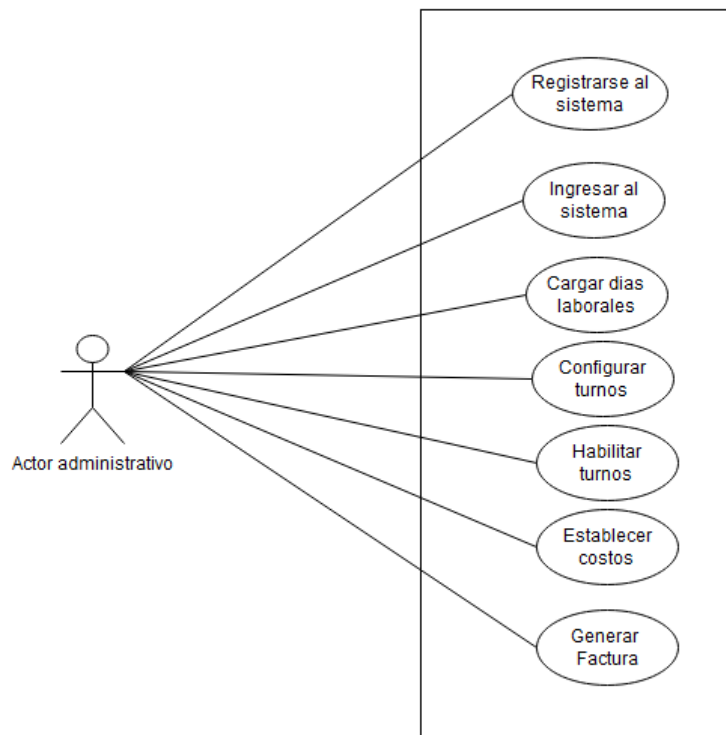 Registrarse al
sistema
Ingresar al
sistema
Cargar dias
laborales
Configurar
turnos
Actor administrativo
Habilitar
turnos
Establecer
costos
Generar
Factura